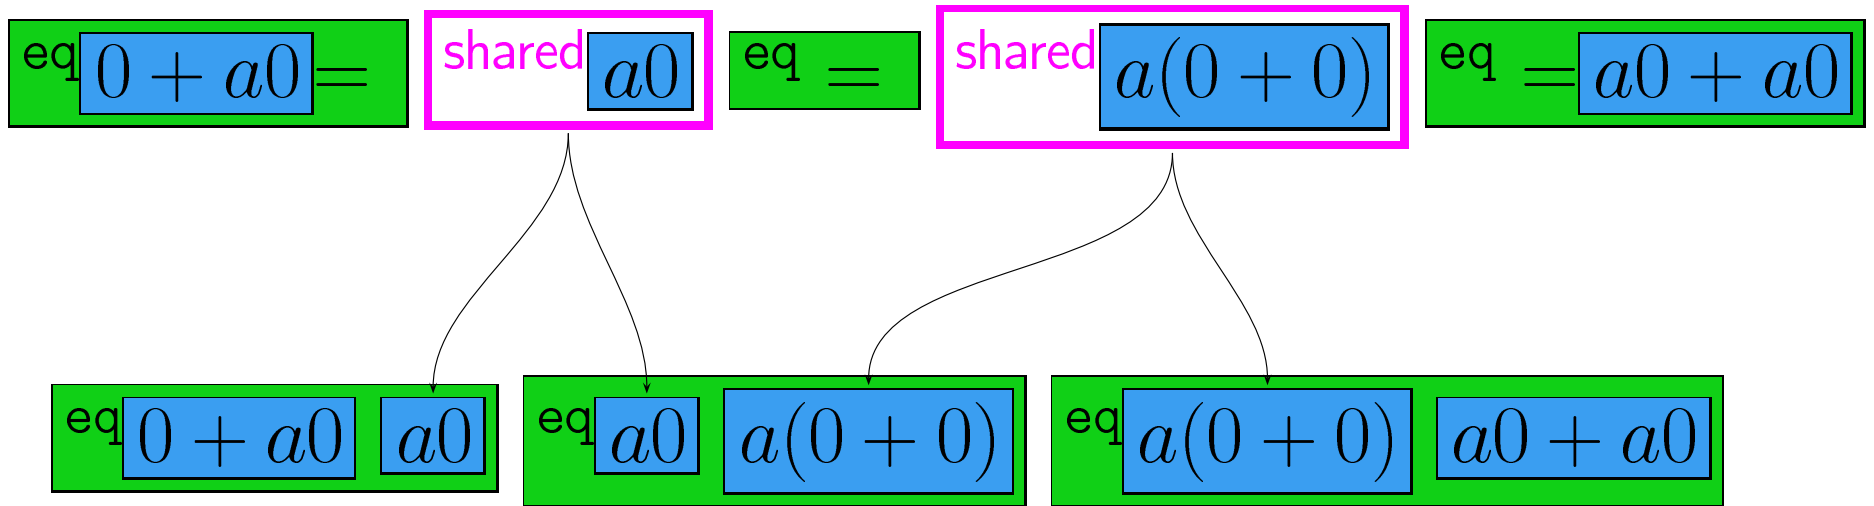 eq 0 + a0 = shared a0 eq = shared a(0 + 0) eq = a0 + a0
eq 0 + a0 a0 eq a0 a(0 + 0) eq a(0 + 0) a0 + a0